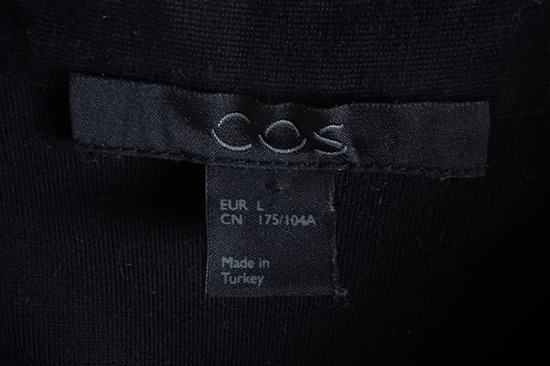 COS
EUR L
CN 175/104A
Made in
Turkey